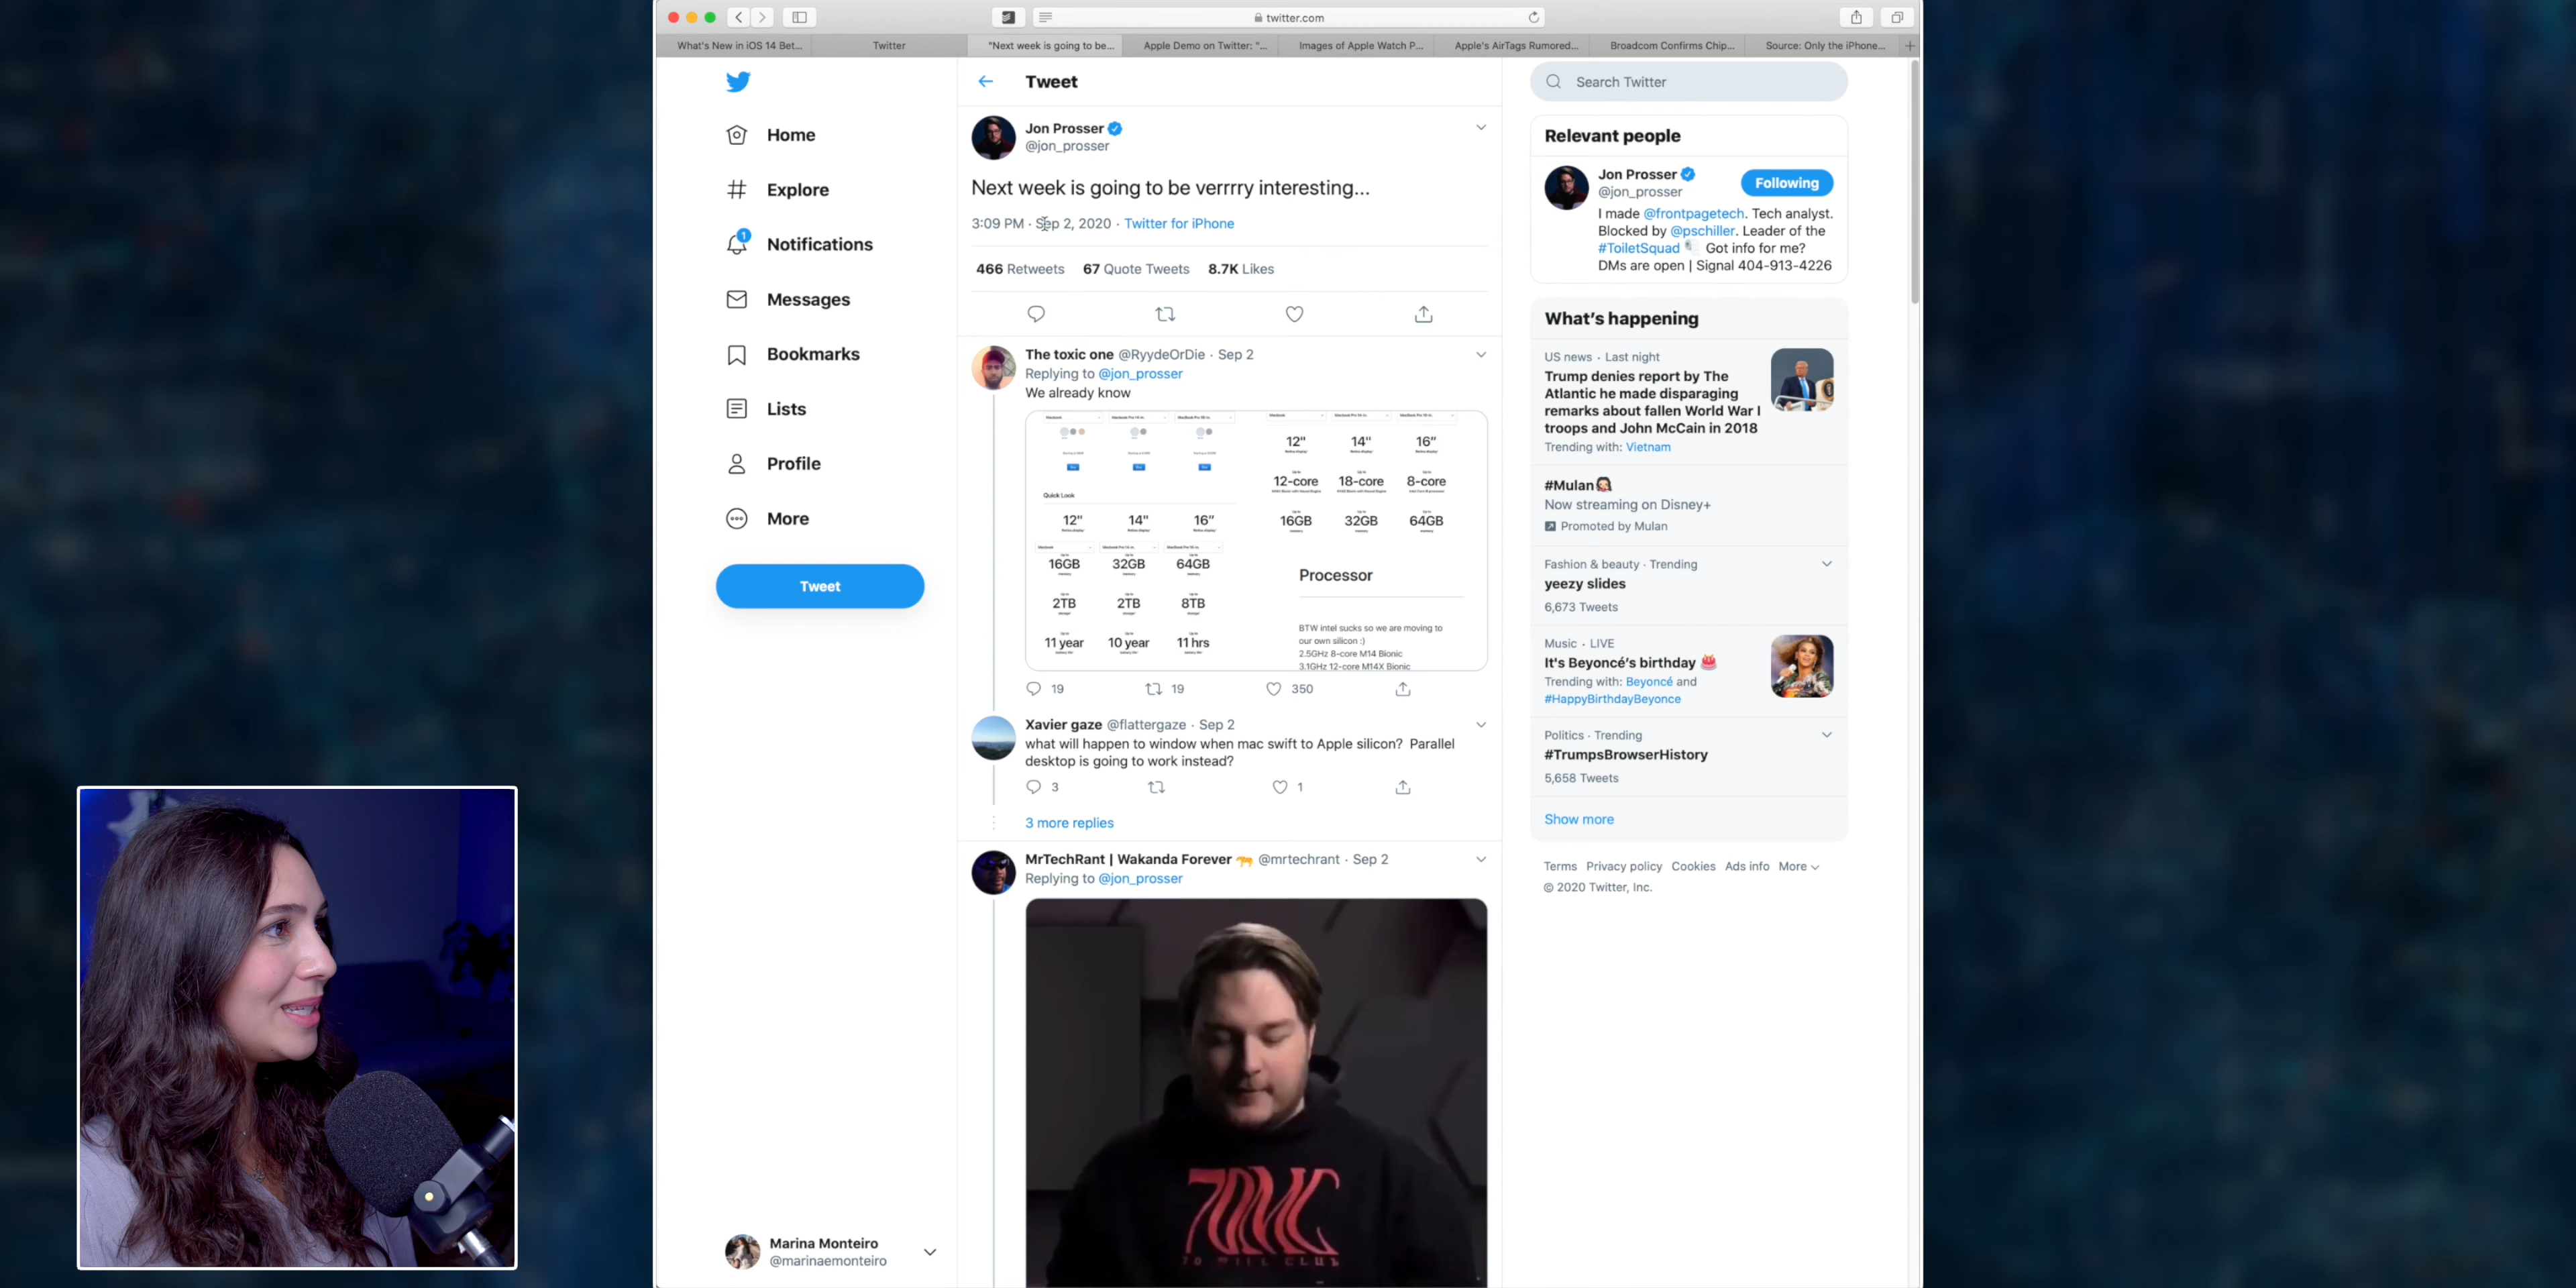 twitter.com
What's New in iOS 14 Bet...
Twitter
"Next week is going to be...
Apple Demo on Twitter: "...
Images of Apple Watch P...
Apple's AirTags Rumored...
Broadcom Confirms Chip...
Source: Only the iPhone...
Home
Explore
1
Notifications
Messages
Bookmarks
Lists
Profile
More
Tweet
Marina Monteiro
@marinaemonteiro
Tweet
Jon Prosser
@jon_prosser
Next week is going to be verrrry interesting...
3:09 PM · Sep 2, 2020 · Twitter for iPhone
466 Retweets 67 Quote Tweets 8.7K Likes
The toxic one @RyydeOrDie · Sep 2
Replying to @jon_prosser
We already know
Quick Look
12" 14" 16"
16GB 32GB 64GB
2TB 2TB 8TB
11 year 10 year 11 hrs
12" 14" 16"
12-core 18-core 8-core
16GB 32GB 64GB
Processor
BTW intel sucks so we are moving to
our own silicon :)
2.5GHz 8-core M14 Bionic
3.1GHz 12-core M14X Bionic
19 19 350
Xavier gaze @flattergaze · Sep 2
what will happen to window when mac swift to Apple silicon? Parallel
desktop is going to work instead?
3 1
3 more replies
MrTechRant | Wakanda Forever @mrtechrant · Sep 2
Replying to @jon_prosser
70MC
Search Twitter
Relevant people
Jon Prosser
@jon_prosser
Following
I made @frontpagetech. Tech analyst.
Blocked by @pschiller. Leader of the
#ToiletSquad Got info for me?
DMs are open | Signal 404-913-4226
What's happening
US news · Last night
Trump denies report by The
Atlantic he made disparaging
remarks about fallen World War I
troops and John McCain in 2018
Trending with: Vietnam
#Mulan
Now streaming on Disney+
Promoted by Mulan
Fashion & beauty · Trending
yeezy slides
6,673 Tweets
Music · LIVE
It's Beyoncé's birthday
Trending with: Beyoncé and
#HappyBirthdayBeyonce
Politics · Trending
#TrumpsBrowserHistory
5,658 Tweets
Show more
Terms Privacy policy Cookies Ads info More
© 2020 Twitter, Inc.